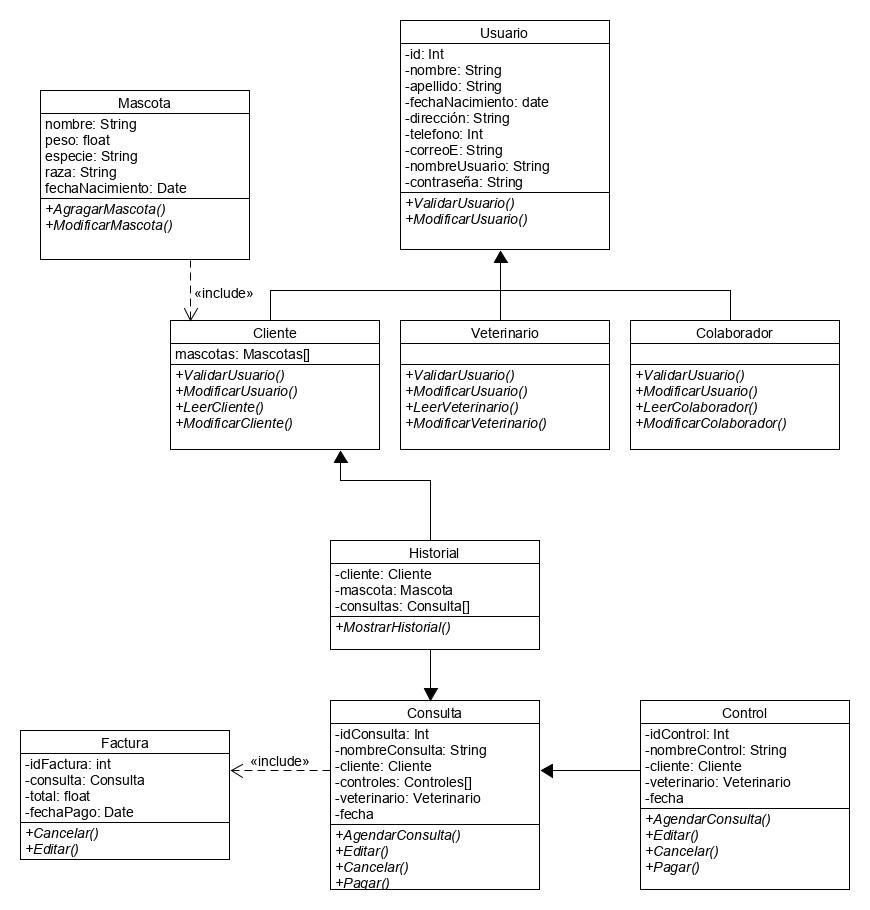 Usuario
-id: Int
-nombre: String
-apellido: String
-fechaNacimiento: date
-dirección: String
-telefono: Int
-correoE: String
-nombreUsuario: String
-contraseña: String
+ValidarUsuario()
+ModificarUsuario()
Mascota
nombre: String
peso: float
especie: String
raza: String
fechaNacimiento: Date
+AgragarMascota()
+ModificarMascota()
«include»
Cliente
mascotas: Mascotas[]
+ValidarUsuario()
+ModificarUsuario()
+LeerCliente()
+ModificarCliente()
Veterinario
+ValidarUsuario()
+ModificarUsuario()
+LeerVeterinario()
+ModificarVeterinario()
Colaborador
+ValidarUsuario()
+ModificarUsuario()
+LeerColaborador()
+ModificarColaborador()
Historial
-cliente: Cliente
-mascota: Mascota
-consultas: Consulta[]
+MostrarHistorial()
Factura
-idFactura: int
-consulta: Consulta
-total: float
-fechaPago: Date
+Cancelar()
+Editar()
«include»
Consulta
-idConsulta: Int
-nombreConsulta: String
-cliente: Cliente
-controles: Controles[]
-veterinario: Veterinario
-fecha
+AgendarConsulta()
+Editar()
+Cancelar()
+Pagar()
Control
-idControl: Int
-nombreControl: String
-cliente: Cliente
-veterinario: Veterinario
-fecha
+AgendarConsulta()
+Editar()
+Cancelar()
+Pagar()